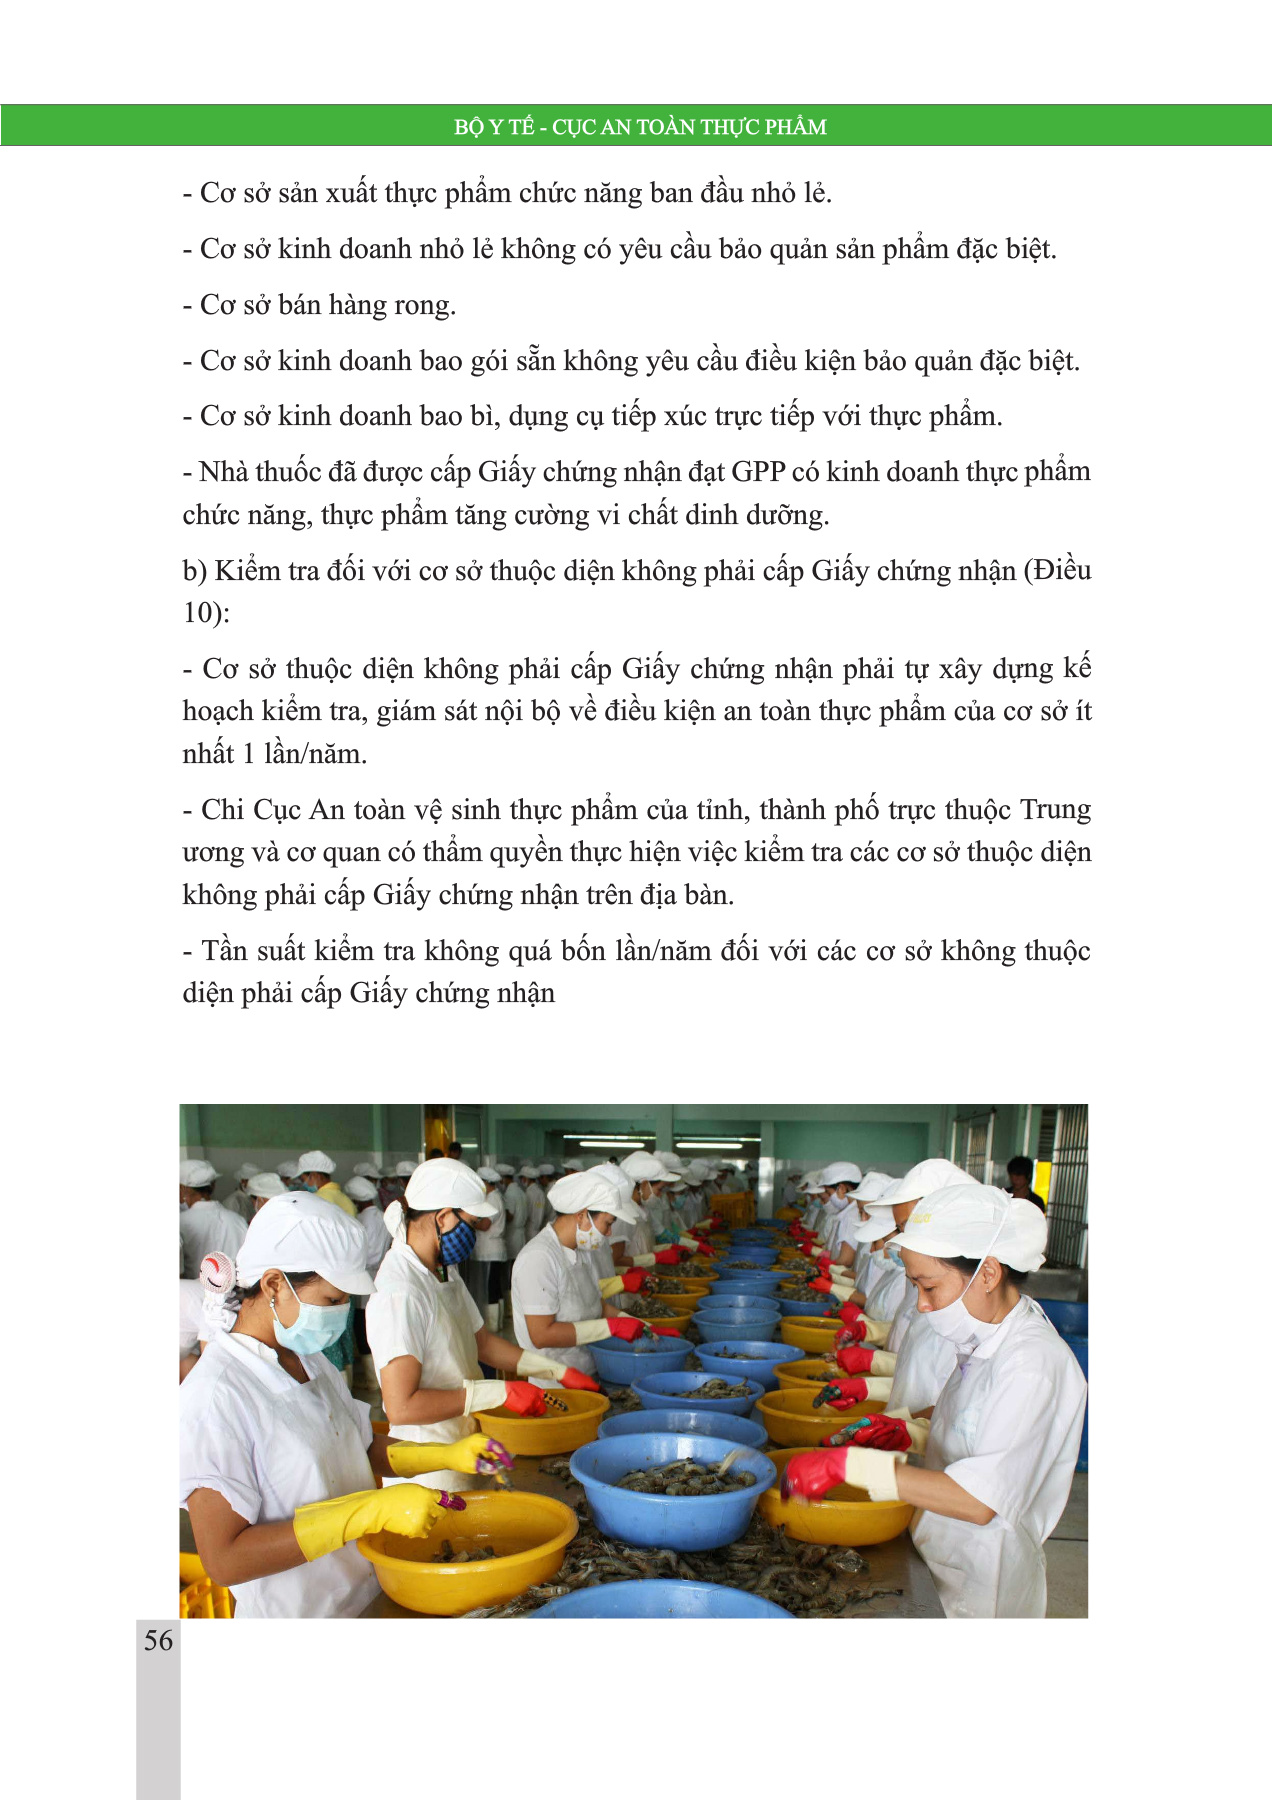 BỘ Y TẾ - CỤC AN TOÀN THỰC PHẨM
- Cơ sở sản xuất thực phẩm chức năng ban đầu nhỏ lẻ.
- Cơ sở kinh doanh nhỏ lẻ không có yêu cầu bảo quản sản phẩm đặc biệt.
- Cơ sở bán hàng rong.
- Cơ sở kinh doanh bao gói sẵn không yêu cầu điều kiện bảo quản đặc biệt.
- Cơ sở kinh doanh bao bì, dụng cụ tiếp xúc trực tiếp với thực phẩm.
- Nhà thuốc đã được cấp Giấy chứng nhận đạt GPP có kinh doanh thực phẩm
chức năng, thực phẩm tăng cường vi chất dinh dưỡng.
b) Kiểm tra đối với cơ sở thuộc diện không phải cấp Giấy chứng nhận (Điều
10):
- Cơ sở thuộc diện không phải cấp Giấy chứng nhận phải tự xây dựng kế
hoạch kiểm tra, giám sát nội bộ về điều kiện an toàn thực phẩm của cơ sở ít
nhất 1 lần/năm.
- Chi Cục An toàn vệ sinh thực phẩm của tỉnh, thành phố trực thuộc Trung
ương và cơ quan có thẩm quyền thực hiện việc kiểm tra các cơ sở thuộc diện
không phải cấp Giấy chứng nhận trên địa bàn.
- Tần suất kiểm tra không quá bốn lần/năm đối với các cơ sở không thuộc
diện phải cấp Giấy chứng nhận
56